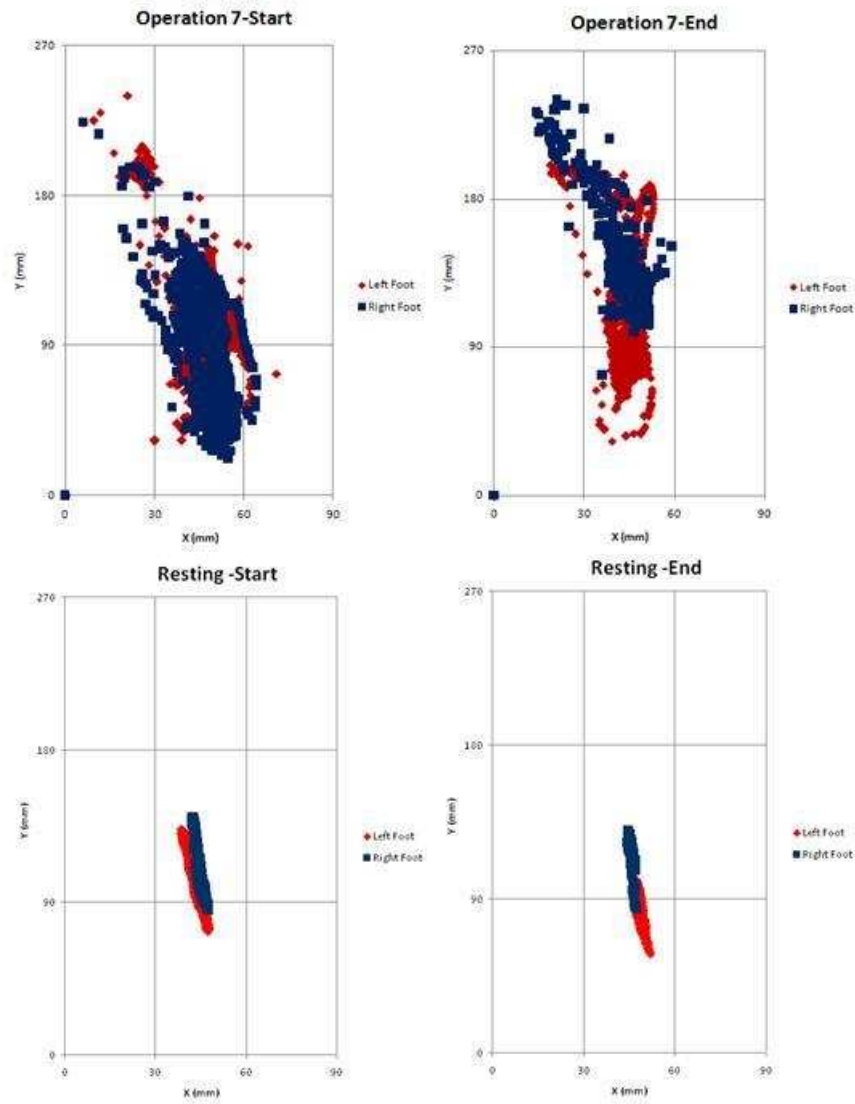 Operation 7-Start
270
180
90
0
0
30
60
90
Y (mm)
X (mm)
Left Foot
Right Foot
Operation 7-End
270
180
90
0
0
30
60
90
Y (mm)
X (mm)
Left Foot
Right Foot
Resting -Start
270
180
90
0
0
30
60
90
Y (mm)
X (mm)
Left Foot
Right Foot
Resting -End
270
180
90
0
0
30
60
90
Y (mm)
X (mm)
Left Foot
Right Foot